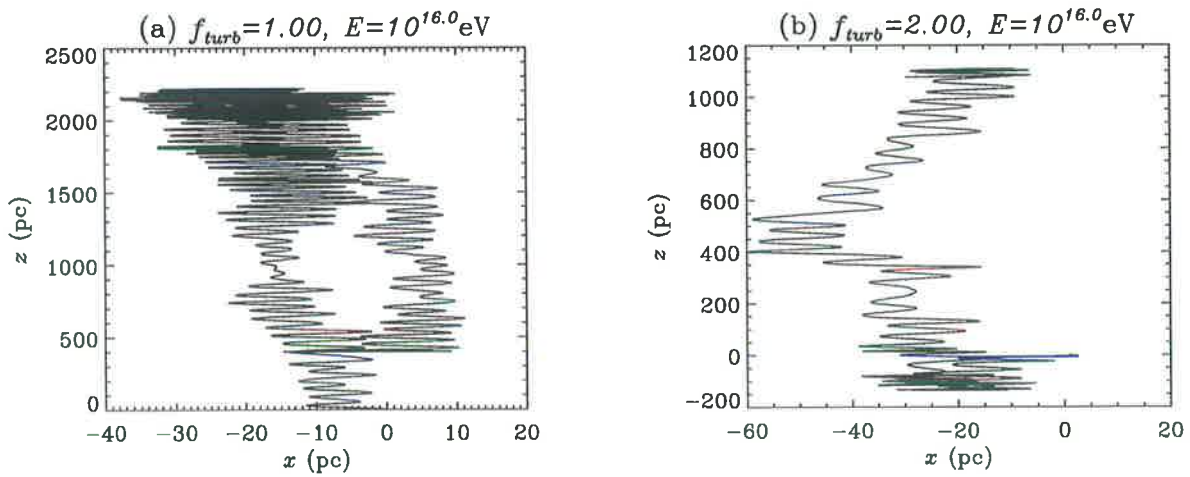 (a) f_turb=1.00, E=10^16.0 eV
2500
2000
1500
1000
500
0
z (pc)
−40 −30 −20 −10 0 10 20
x (pc)
(b) f_turb=2.00, E=10^16.0 eV
1200
1000
800
600
400
200
0
−200
z (pc)
−60 −40 −20 0 20
x (pc)